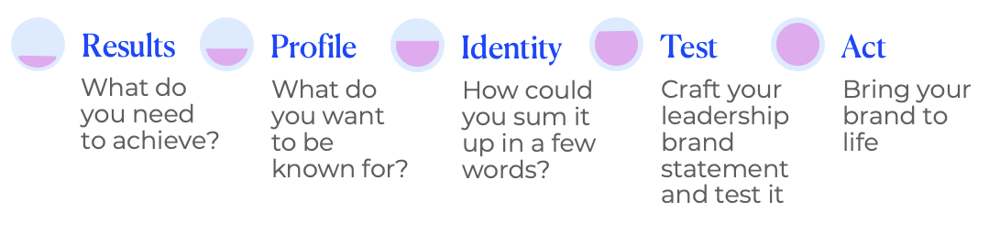 Results
What do
you need
to achieve?
Profile
What do
you want
to be
known for?
Identity
How could
you sum it
up in a few
words?
Test
Craft your
leadership
brand
statement
and test it
Act
Bring your
brand to
life